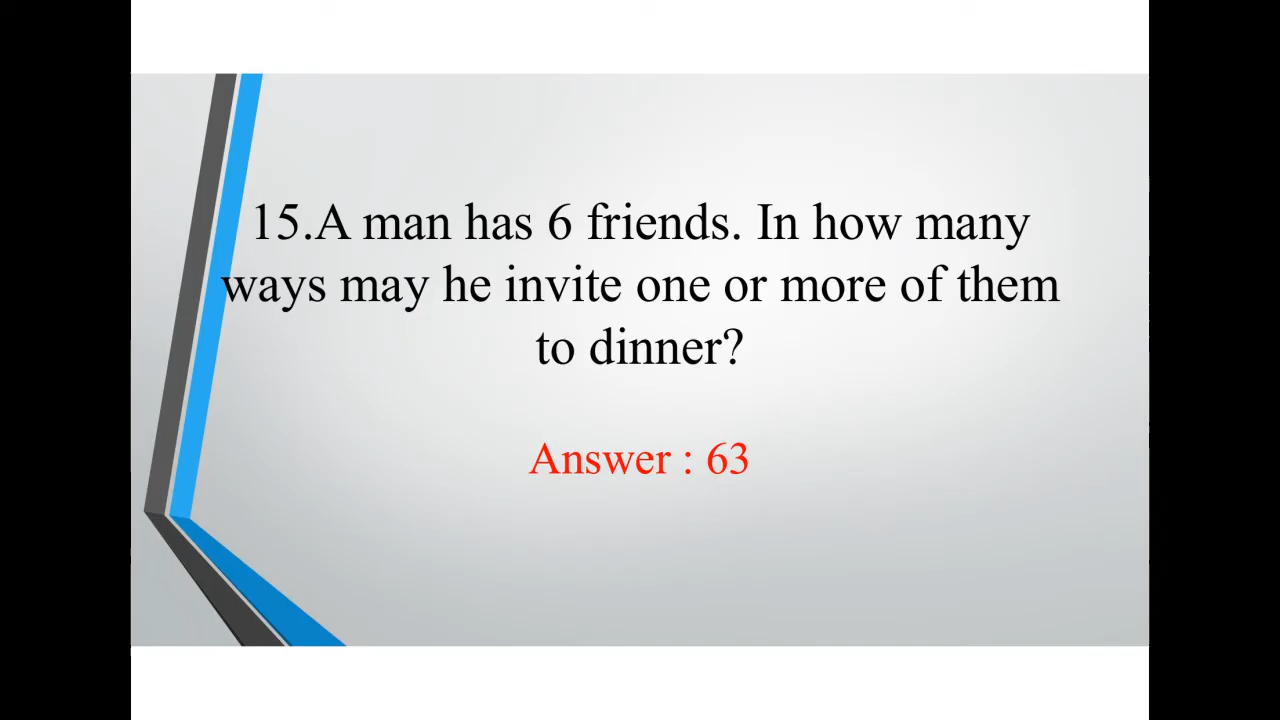 15.A man has 6 friends. In how many
ways may he invite one or more of them
to dinner?
Answer : 63